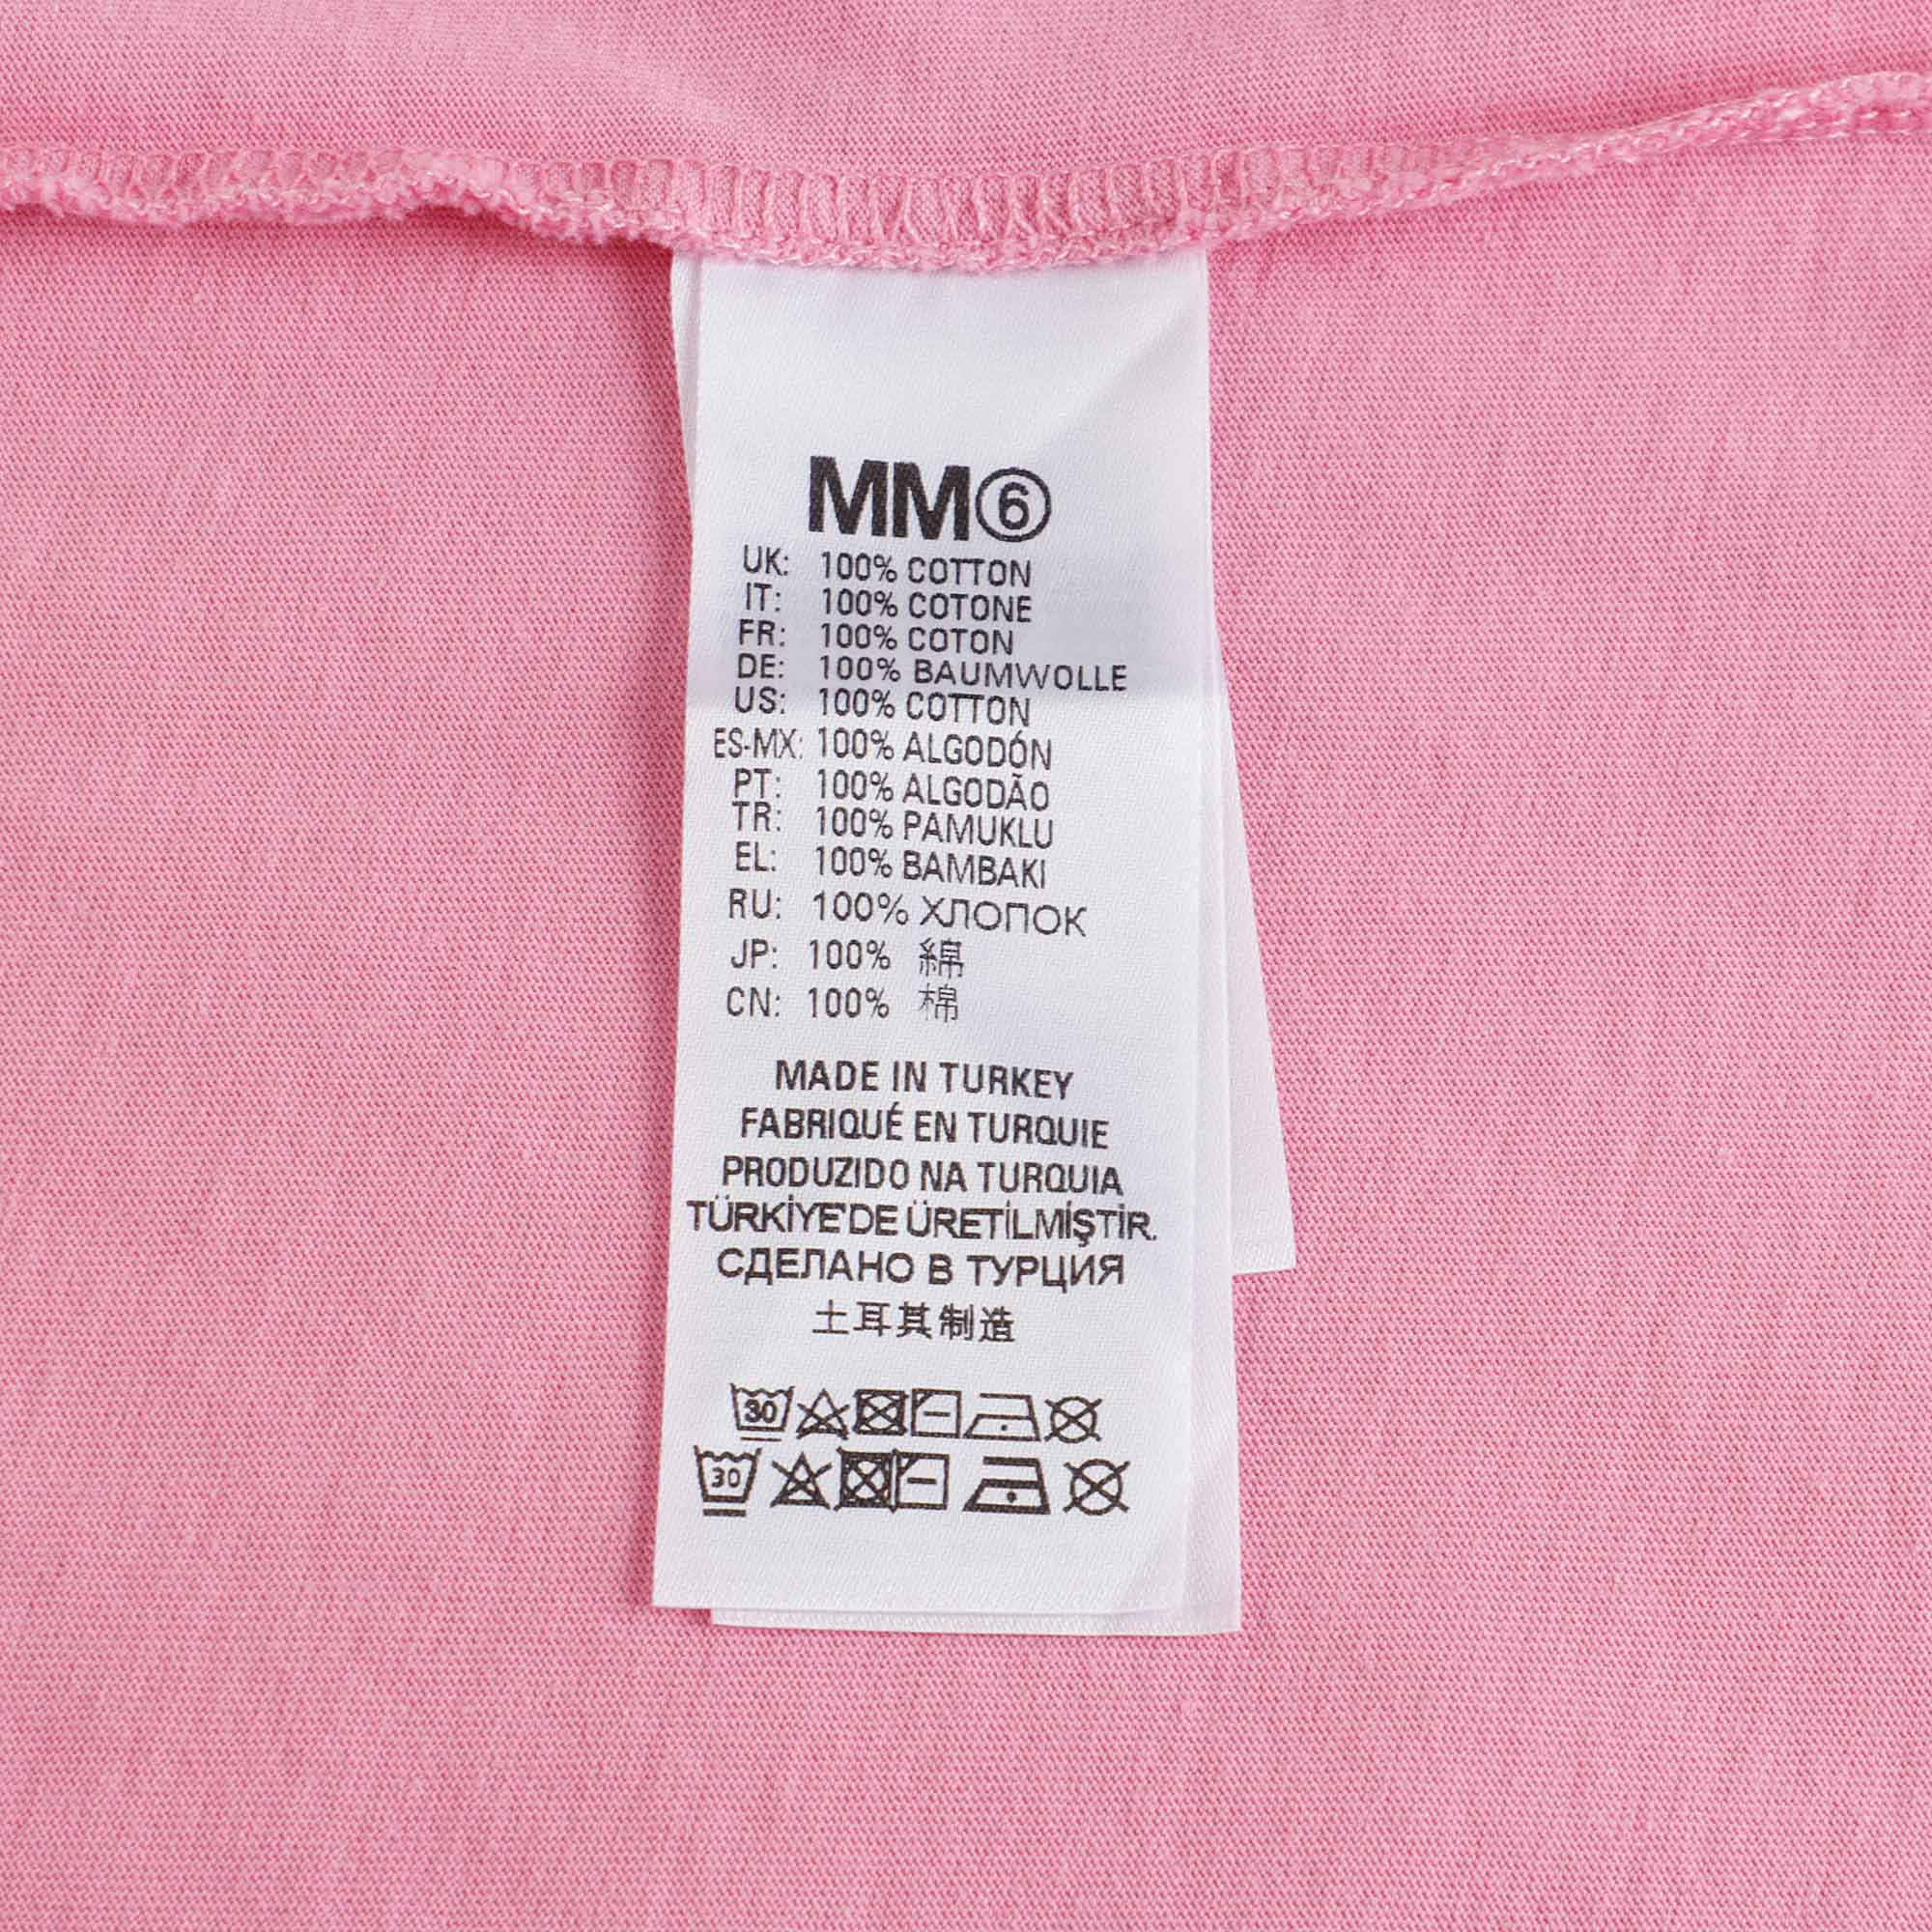 MM⑥
UK: 100% COTTON
IT: 100% COTONE
FR: 100% COTON
DE: 100% BAUMWOLLE
US: 100% COTTON
ES-MX: 100% ALGODÓN
PT: 100% ALGODÃO
TR: 100% PAMUKLU
EL: 100% BAMBAKI
RU: 100% ХЛОПОК
JP: 100% 綿
CN: 100% 棉
MADE IN TURKEY
FABRIQUÉ EN TURQUIE
PRODUZIDO NA TURQUIA
TÜRKİYE'DE ÜRETİLMİŞTİR.
СДЕЛАНО В ТУРЦИЯ
土耳其制造
30
30